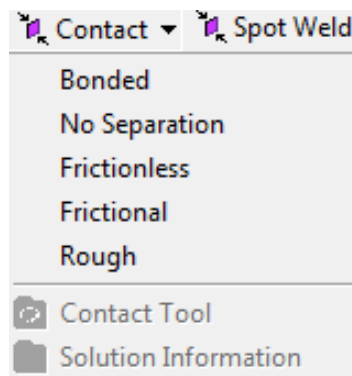 Contact Spot Weld
Bonded
No Separation
Frictionless
Frictional
Rough
Contact Tool
Solution Information